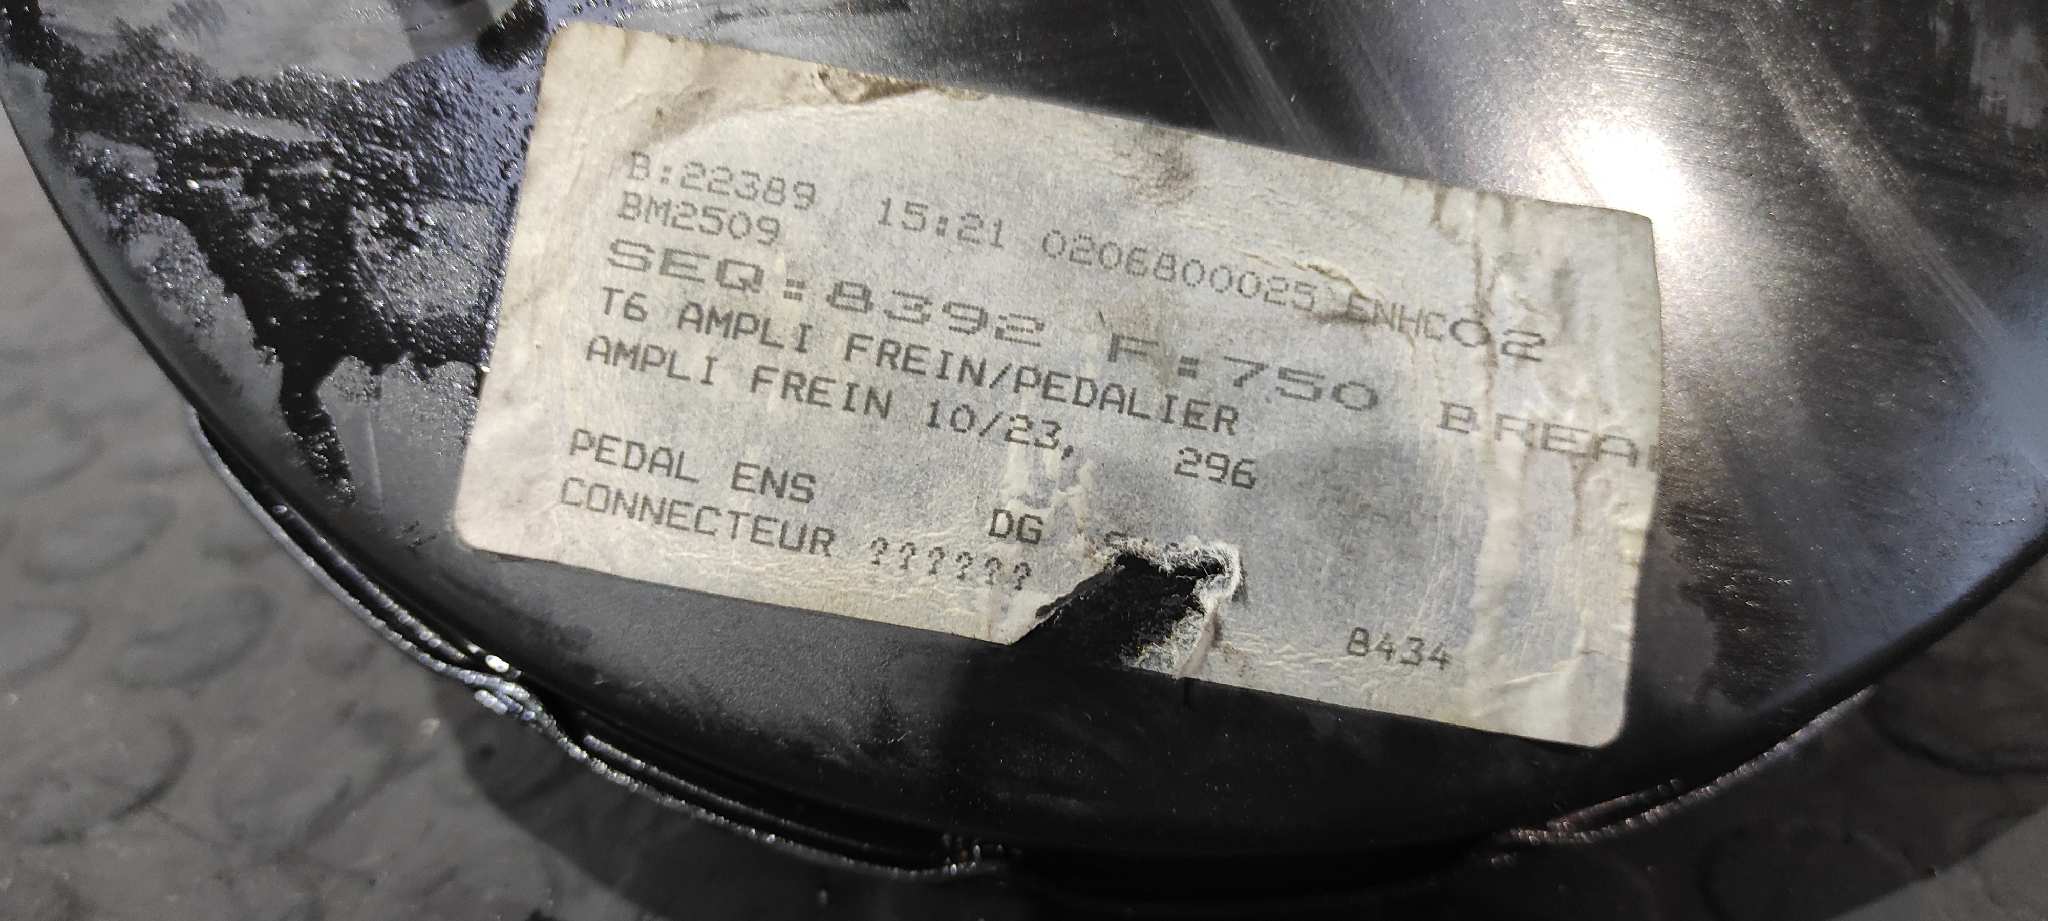 B:22389 15:21 0206800025 ENHC02
BM2509
SEQ:8392 F:750 BREA
T6 AMPLI FREIN/PEDALIER
AMPLI FREIN 10/23, 296
PEDAL ENS DG
CONNECTEUR ??????
8434